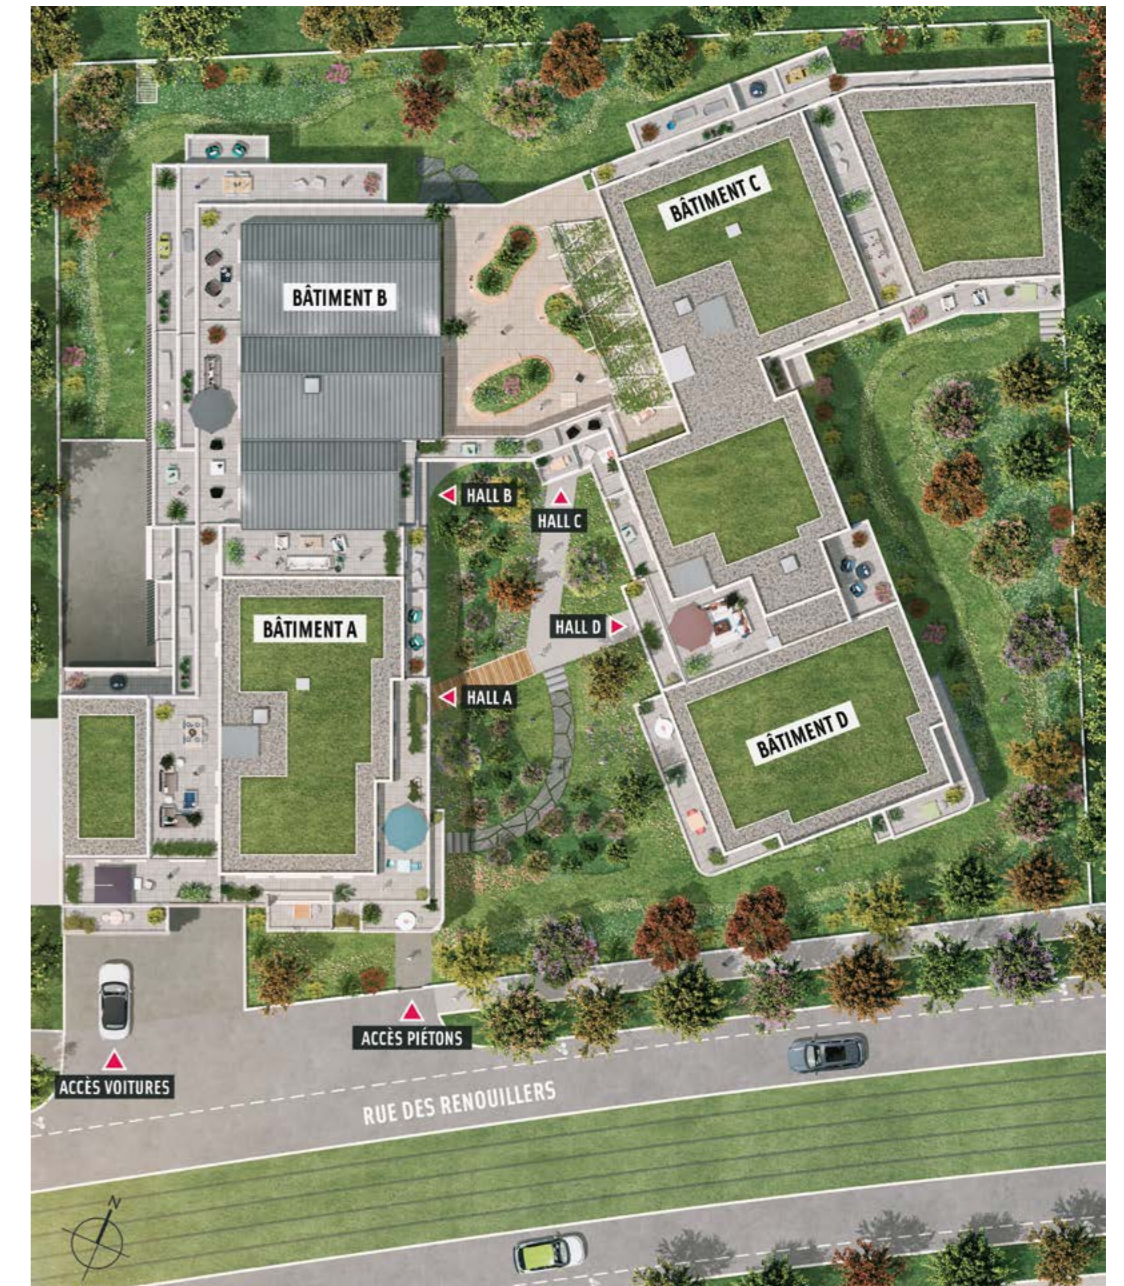 BÂTIMENT C
BÂTIMENT B
HALL B
HALL C
BÂTIMENT A
HALL D
HALL A
BÂTIMENT D
ACCÈS PIÉTONS
ACCÈS VOITURES
RUE DES RENOUILLERS
N